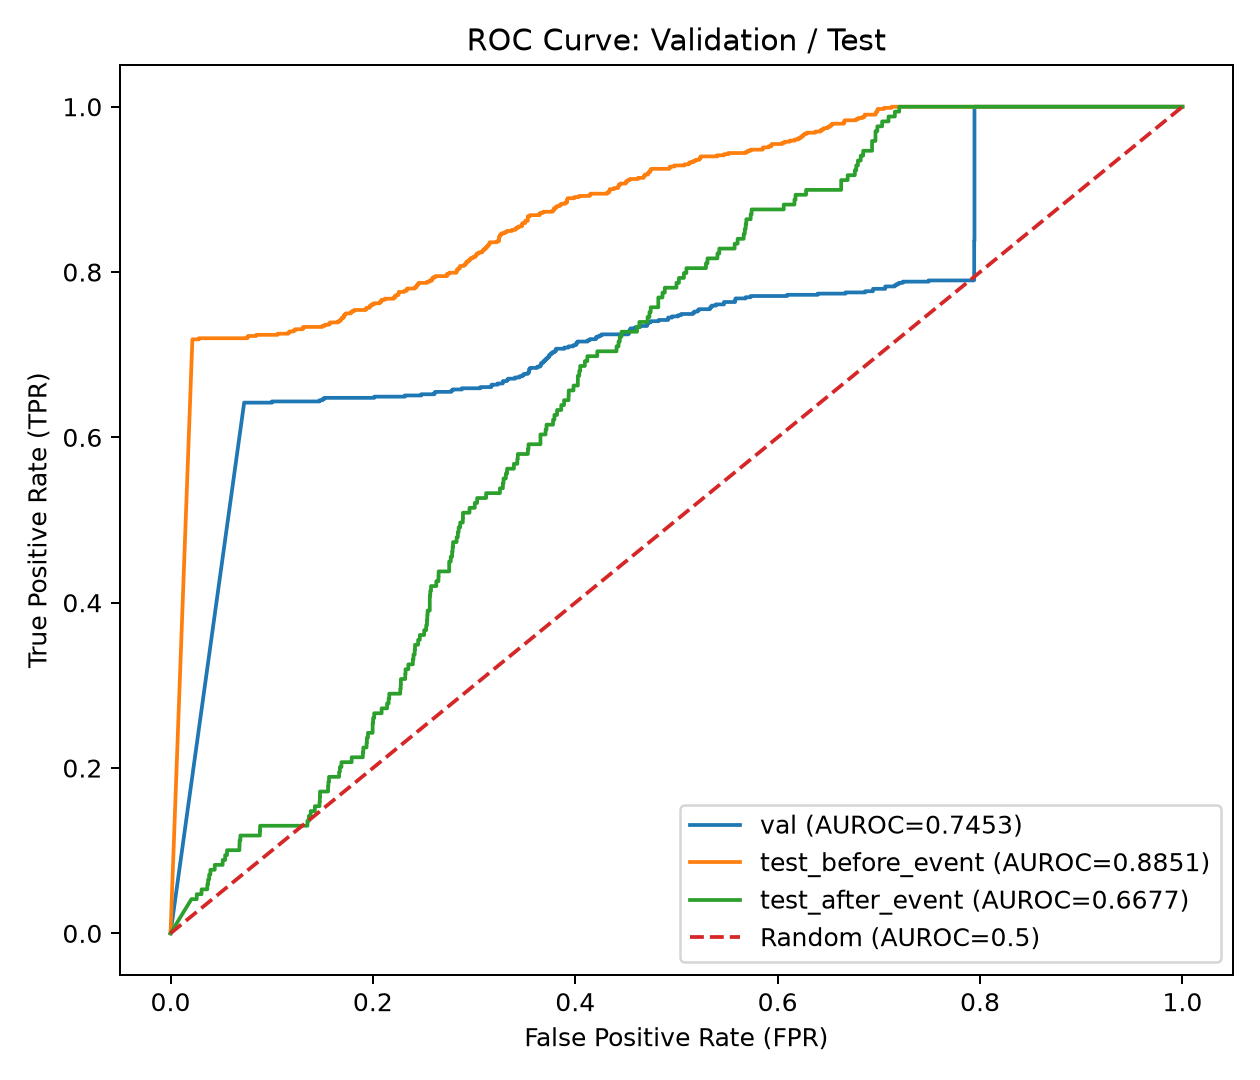 ROC Curve: Validation / Test
True Positive Rate (TPR)
1.0
0.8
0.6
0.4
0.2
0.0
val (AUROC=0.7453)
test_before_event (AUROC=0.8851)
test_after_event (AUROC=0.6677)
Random (AUROC=0.5)
0.0 0.2 0.4 0.6 0.8 1.0
False Positive Rate (FPR)